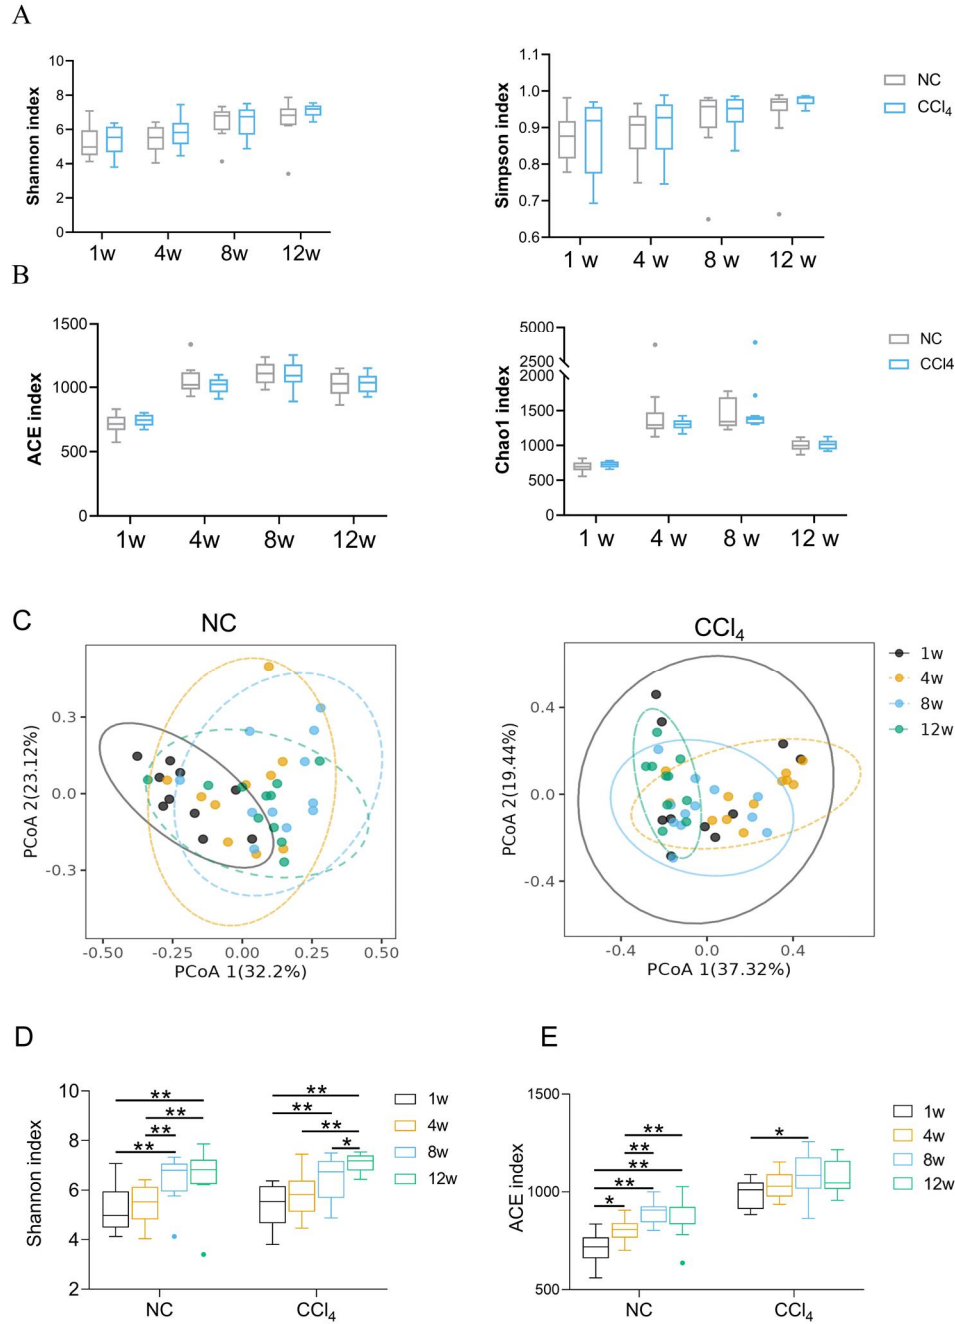 A
Shannon index
10
8
6
4
2
0
1w 4w 8w 12w
Simpson index
1.1
1.0
0.9
0.8
0.7
0.6
1 w 4 w 8 w 12 w
NC
CCl4
B
ACE index
1500
1000
500
0
1w 4w 8w 12w
Chao1 index
5000
2500
2000
1500
1000
500
0
1 w 4 w 8 w 12 w
NC
CCl4
C
NC
PCoA 2(23.12%)
0.3
0.0
-0.3
-0.50 -0.25 0.00 0.25 0.50
PCoA 1(32.2%)
CCl4
PCoA 2(19.44%)
0.4
0.0
-0.4
-0.4 0.0 0.4
PCoA 1(37.32%)
1w
4w
8w
12w
D
Shannon index
10
8
6
4
2
**
**
**
**
**
**
**
*
NC CCl4
1w
4w
8w
12w
E
ACE index
1500
1000
500
**
**
**
**
*
*
NC CCl4
1w
4w
8w
12w